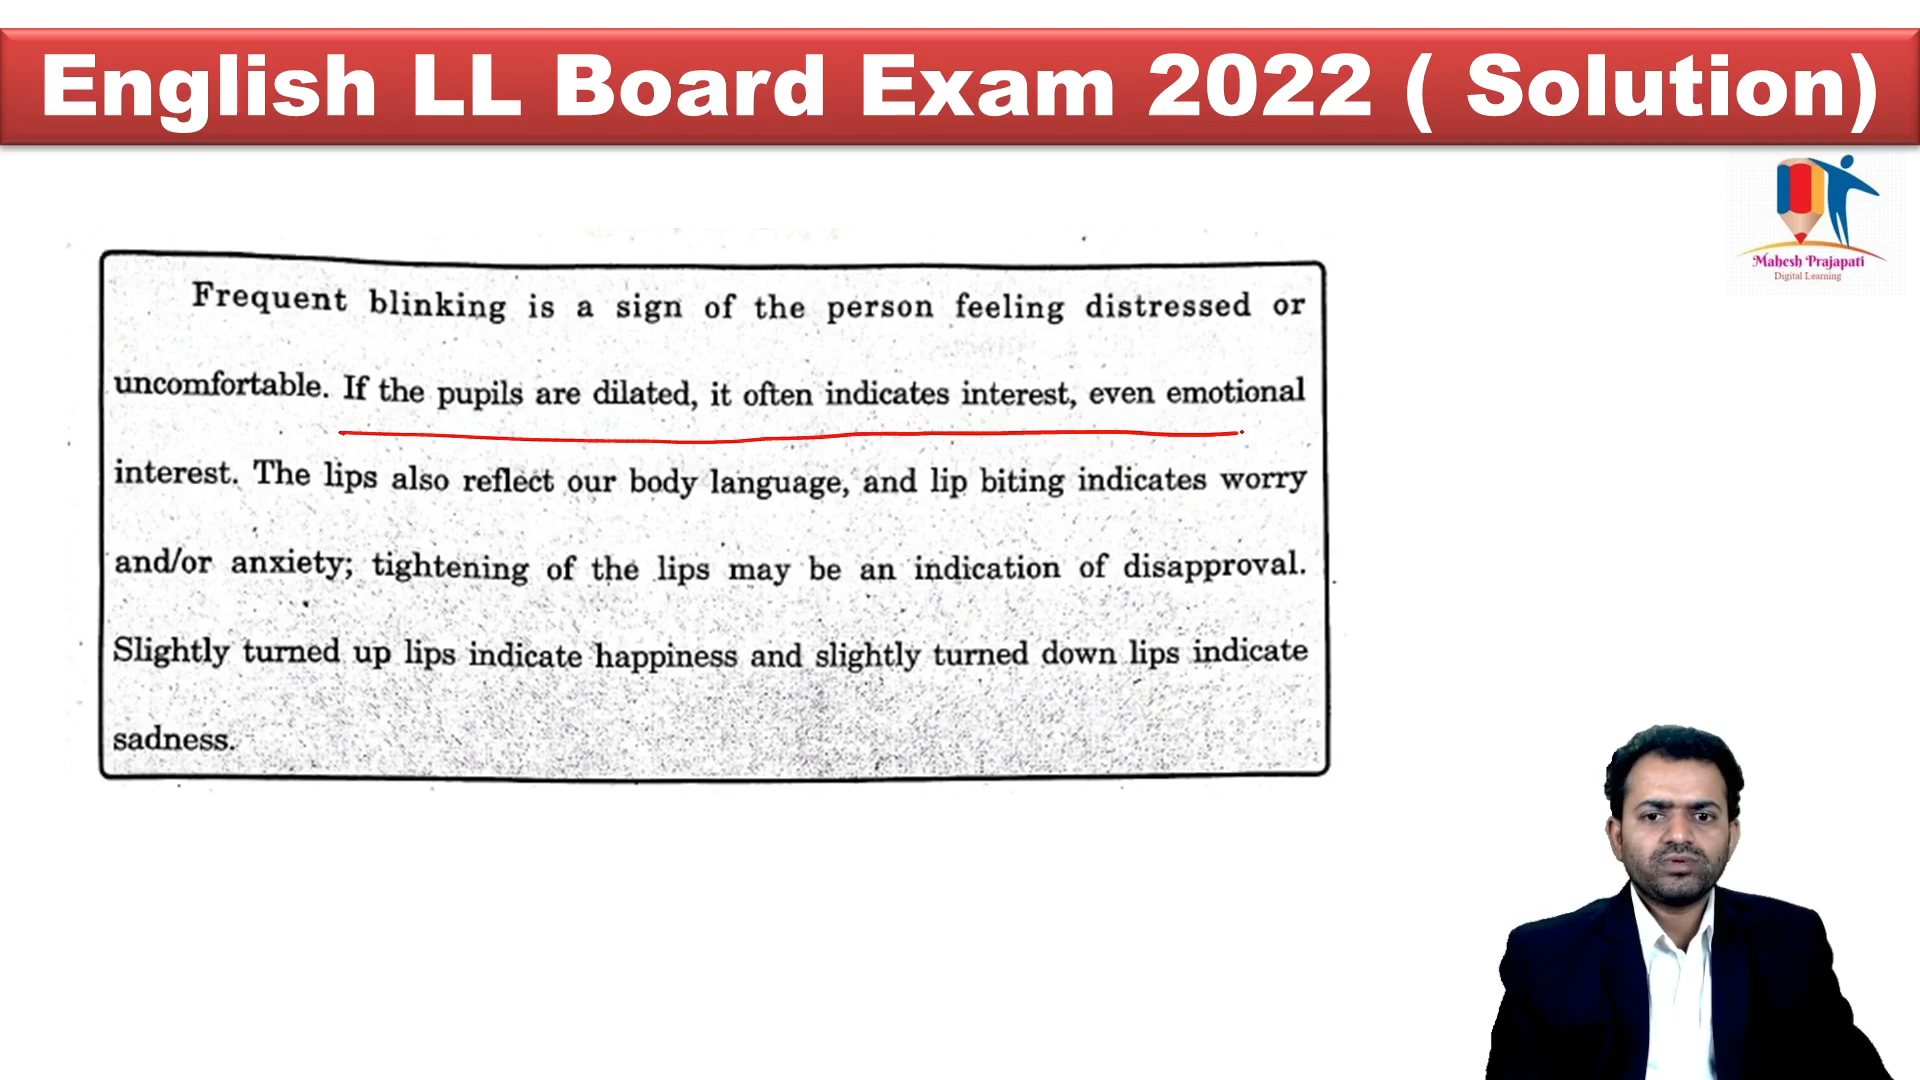 English LL Board Exam 2022 ( Solution)
Mahesh Prajapati
Digital Learning
Frequent blinking is a sign of the person feeling distressed or
uncomfortable. If the pupils are dilated, it often indicates interest, even emotional
interest. The lips also reflect our body language, and lip biting indicates worry
and/or anxiety; tightening of the lips may be an indication of disapproval.
Slightly turned up lips indicate happiness and slightly turned down lips indicate
sadness.